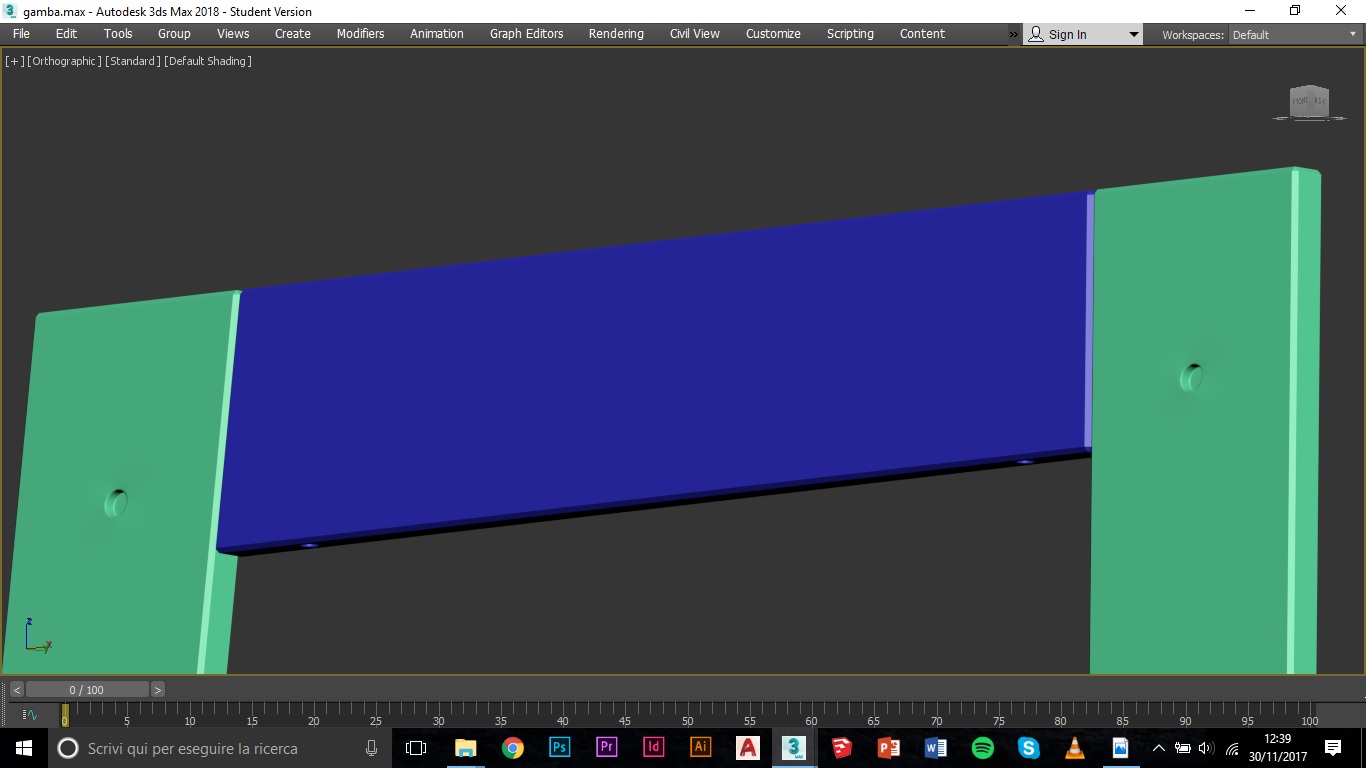 gamba.max - Autodesk 3ds Max 2018 - Student Version
File Edit Tools Group Views Create Modifiers Animation Graph Editors Rendering Civil View Customize Scripting Content » Sign In Workspaces: Default
[+] [Orthographic ] [Standard ] [Default Shading ]
FRONT
z
x
y
< 0 / 100 >
0 5 10 15 20 25 30 35 40 45 50 55 60 65 70 75 80 85 90 95 100
Scrivi qui per eseguire la ricerca Ps Pr Id Ai A 3 MAX P W S 12:39
30/11/2017